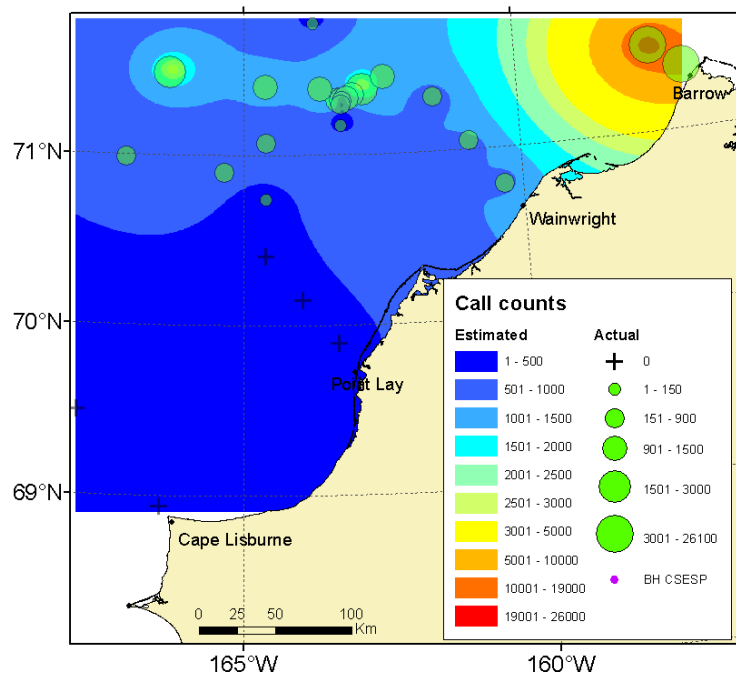 71°N
70°N
69°N
Barrow
Wainwright
Point Lay
Cape Lisburne
Call counts
Estimated
Actual
1 - 500
501 - 1000
1001 - 1500
1501 - 2000
2001 - 2500
2501 - 3000
3001 - 5000
5001 - 10000
10001 - 19000
19001 - 26000
0
1 - 150
151 - 900
901 - 1500
1501 - 3000
3001 - 26100
BH CSESP
0 25 50 100
Km
165°W
160°W